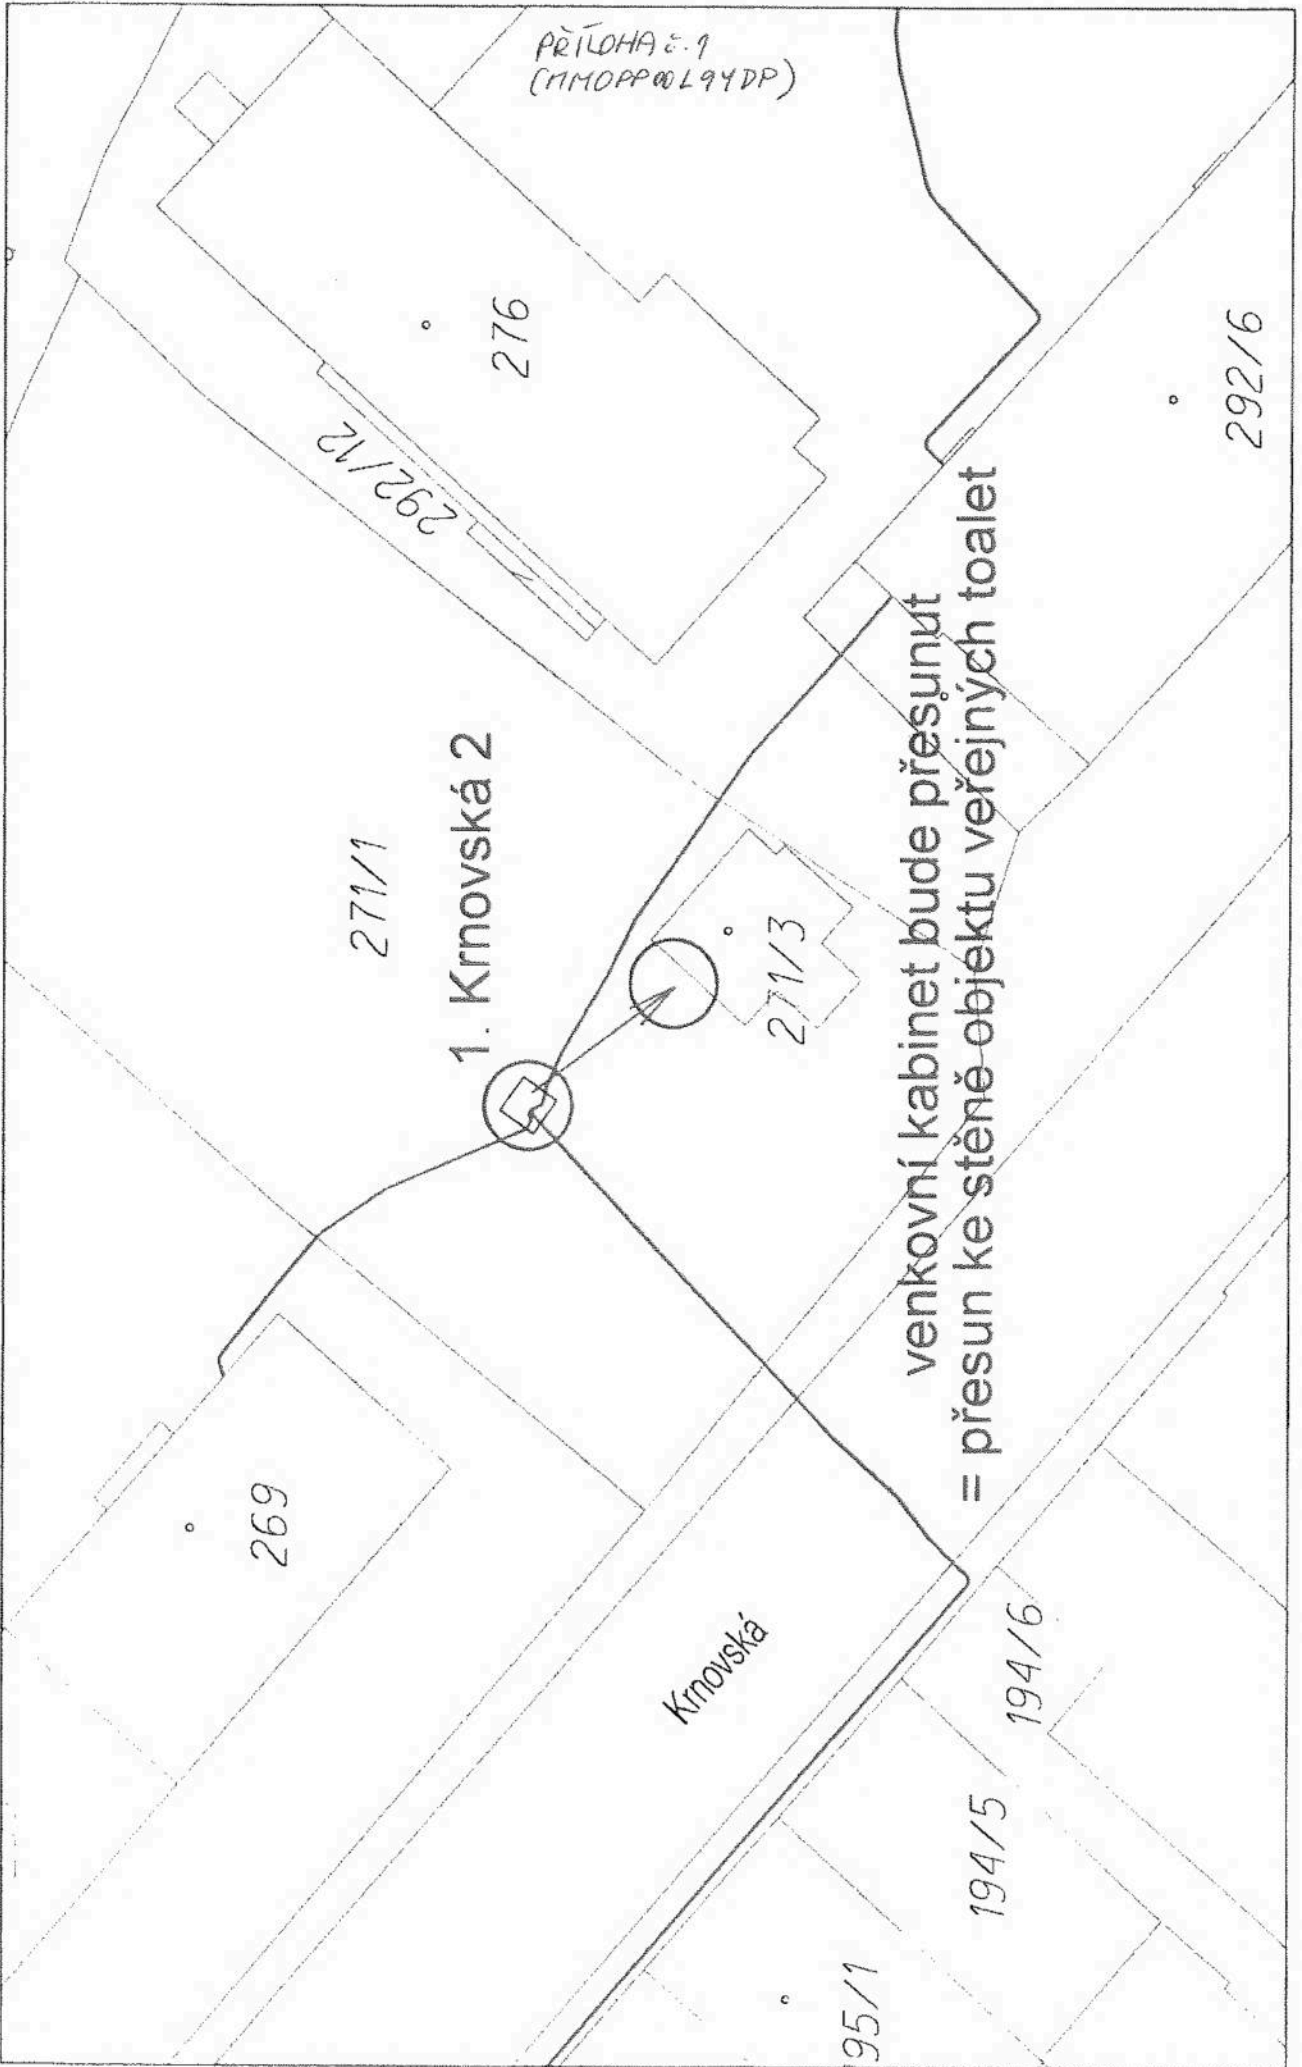 PŘÍLOHA č. 1
(MMOPP00L94DP)
276
292/12
292/6
271/1
1. Krnovská 2
271/3
venkovní kabinet bude přesunut
= přesun ke stěně objektu veřejných toalet
269
Krnovská
194/6
194/5
95/1